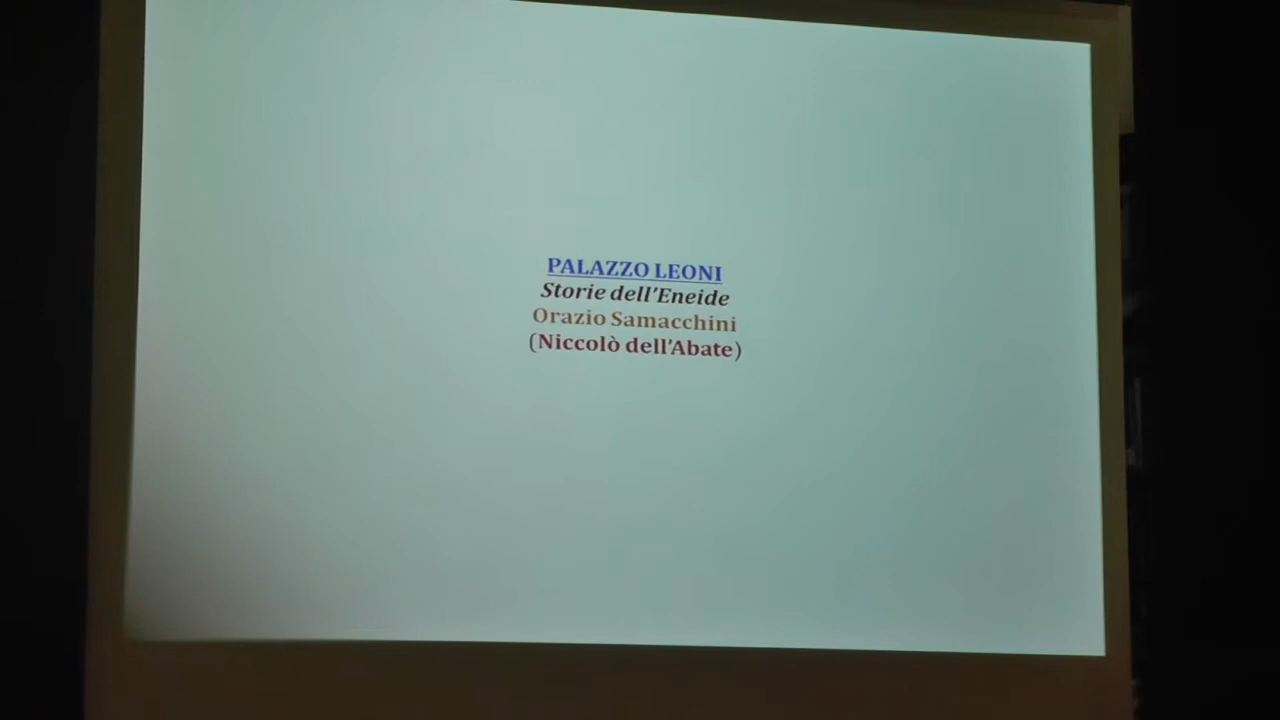 PALAZZO LEONI
Storie dell'Eneide
Orazio Samacchini
(Niccolò dell'Abate)